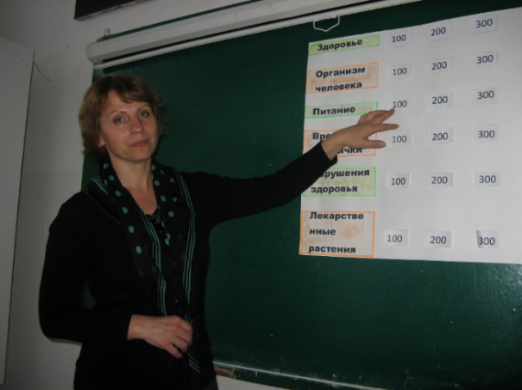 Здоровье 100 200 300
Организм
человека 100 200 300
Питание 100 200 300
100 200 300
Нарушения
здоровья 100 200 300
Лекарстве
нные
растения 100 200 300